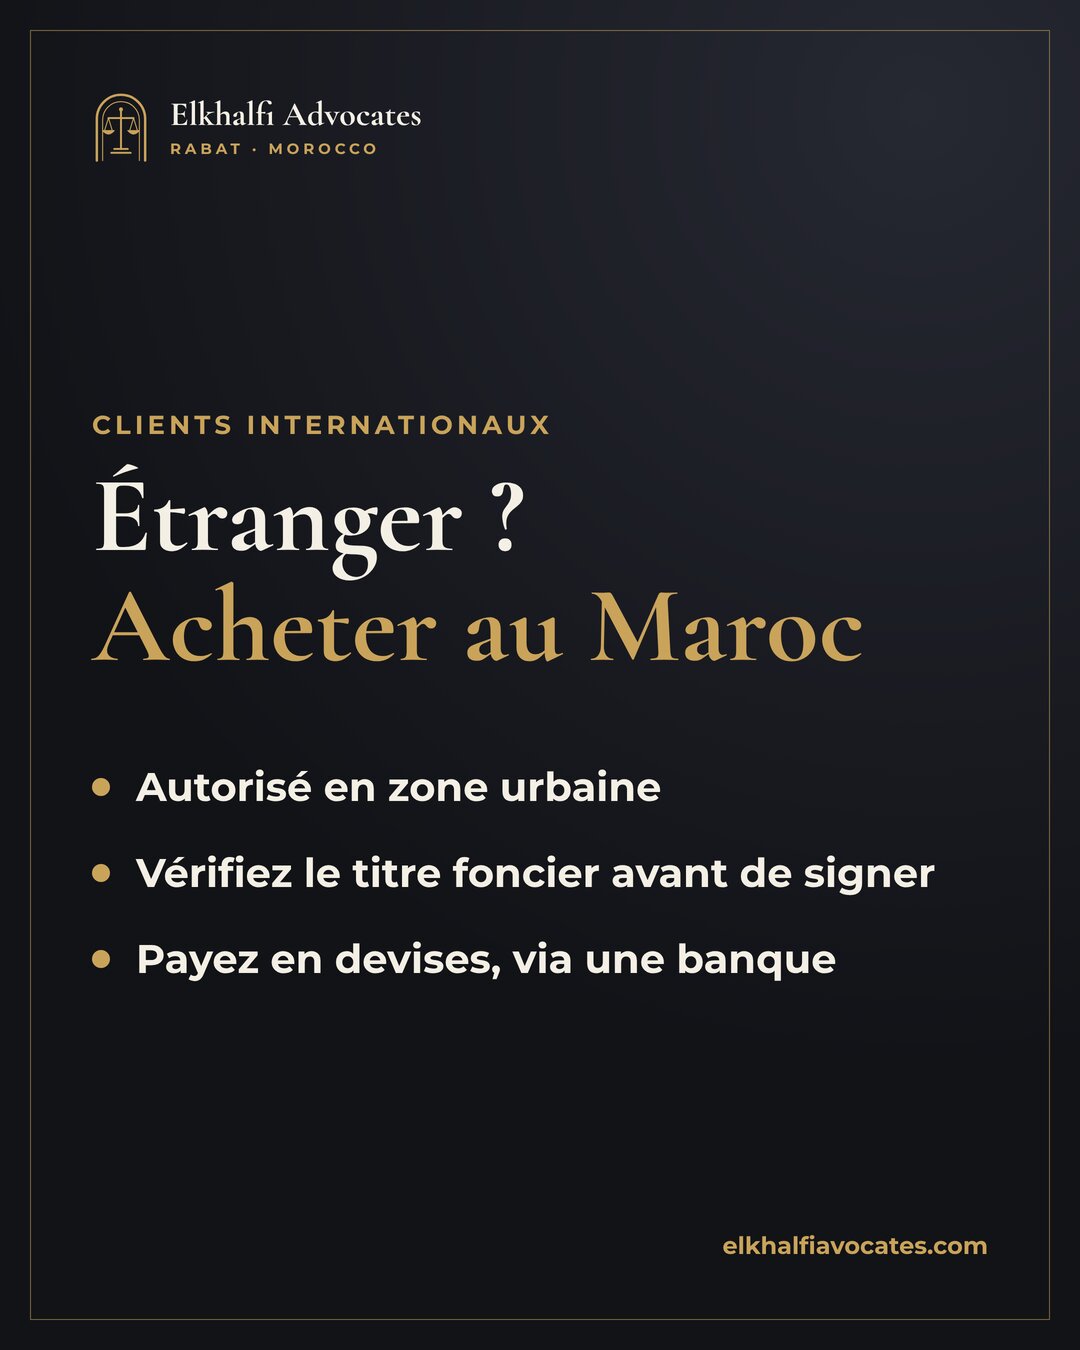 Elkhalfi Advocates
RABAT · MOROCCO
CLIENTS INTERNATIONAUX
Étranger ?
Acheter au Maroc
Autorisé en zone urbaine
Vérifiez le titre foncier avant de signer
Payez en devises, via une banque
elkhalfiavocates.com